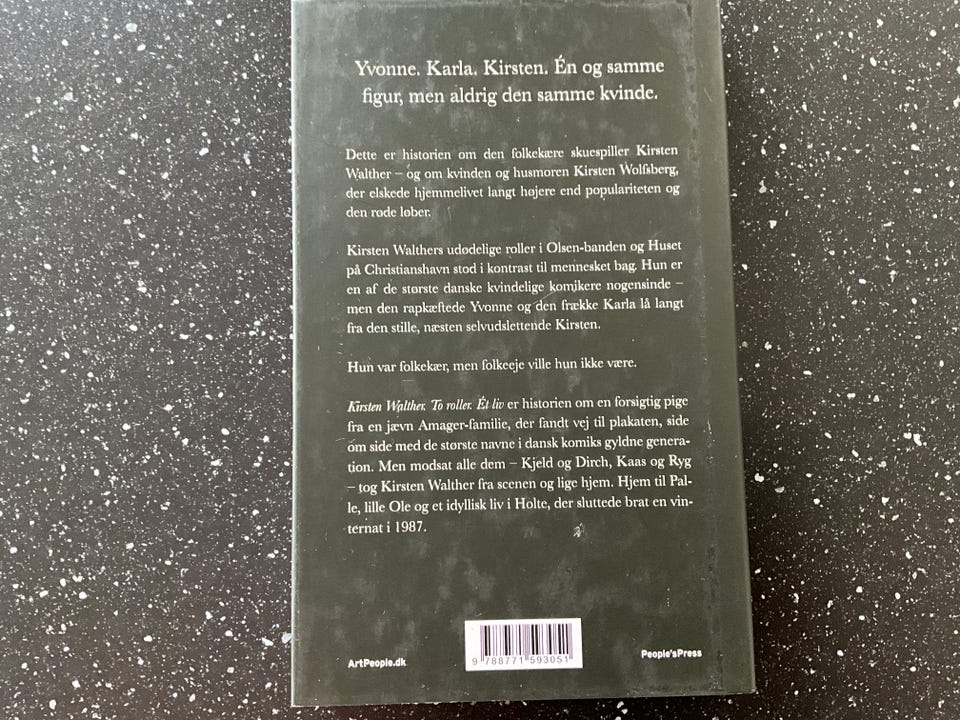 Yvonne. Karla. Kirsten. Én og samme
figur, men aldrig den samme kvinde.
Dette er historien om den folkekære skuespiller Kirsten
Walther – og om kvinden og husmoren Kirsten Wolfsberg,
der elskede hjemmelivet langt højere end populariteten og
den røde løber.
Kirsten Walthers udødelige roller i Olsen-banden og Huset
på Christianshavn stod i kontrast til mennesket bag. Hun er
en af de største danske kvindelige komikere nogensinde –
men den rapkæftede Yvonne og den frække Karla lå langt
fra den stille, næsten selvudslettende Kirsten.
Hun var folkekær, men folkeeje ville hun ikke være.
Kirsten Walther. To roller. Ét liv er historien om en forsigtig pige
fra en jævn Amager-familie, der fandt vej til plakaten, side
om side med de største navne i dansk komiks gyldne genera-
tion. Men modsat alle dem – Kjeld og Dirch, Kaas og Ryg
– tog Kirsten Walther fra scenen og lige hjem. Hjem til Pal-
le, lille Ole og et idyllisk liv i Holte, der sluttede brat en vin-
ternat i 1987.
ArtPeople.dk
9 788771 593051
People'sPress